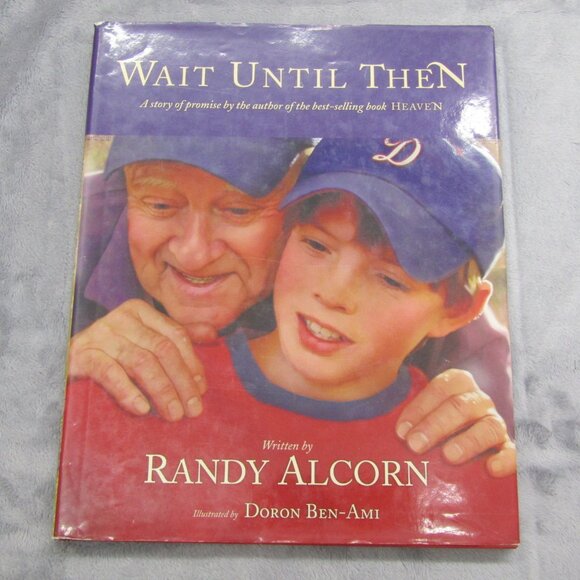 WAIT UNTIL THEN
A story of promise by the author of the best-selling book HEAVEN
D
Written by
RANDY ALCORN
Illustrated by DORON BEN-AMI